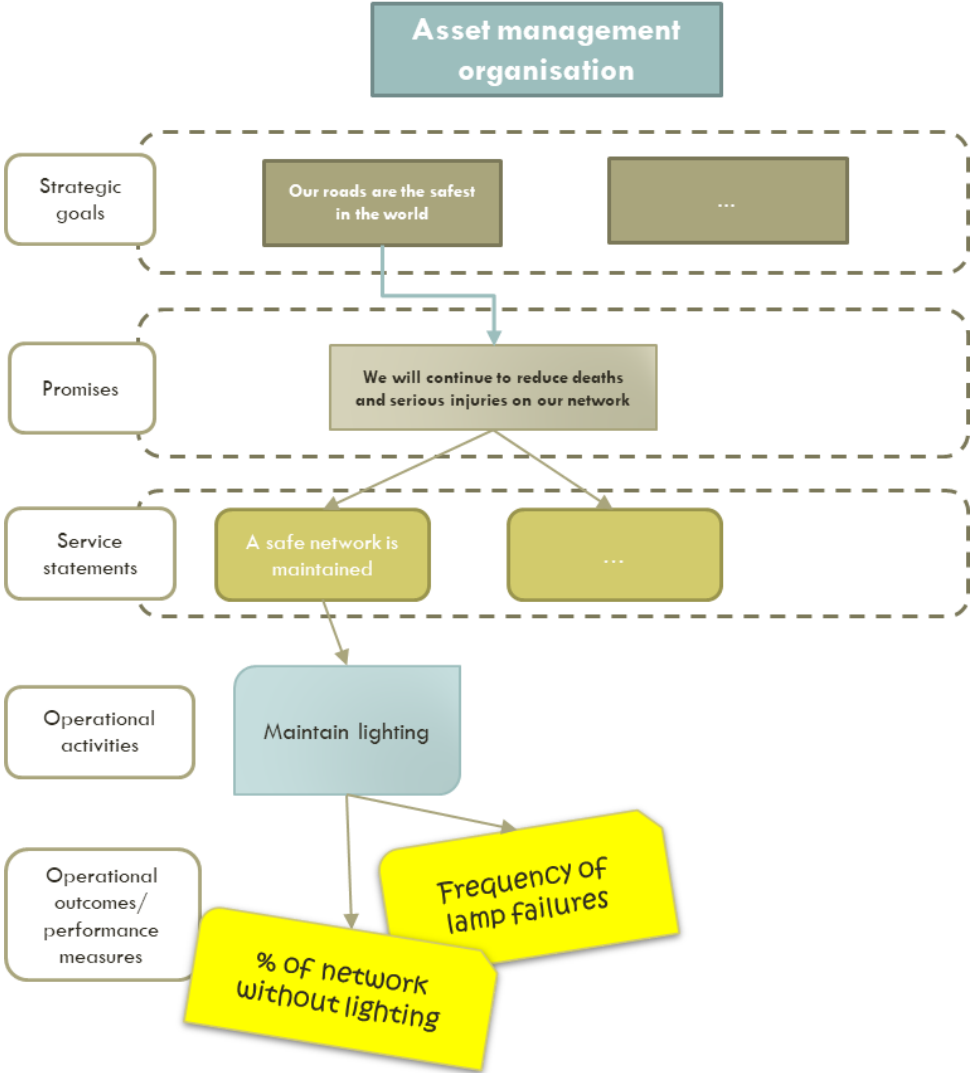 Asset management
organisation
Strategic
goals
Our roads are the safest
in the world
...
Promises
We will continue to reduce deaths
and serious injuries on our network
Service
statements
A safe network is
maintained
...
Operational
activities
Maintain lighting
Operational
outcomes/
performance
measures
Frequency of
lamp failures
% of network
without lighting